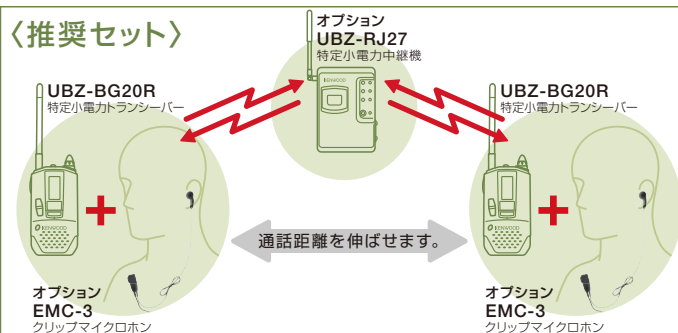 〈推奨セット〉
オプション
UBZ-RJ27
特定小電力中継機
KENWOOD
UBZ-BG20R
特定小電力トランシーバー
UBZ-BG20R
特定小電力トランシーバー
KENWOOD
KENWOOD
通話距離を伸ばせます。
オプション
EMC-3
クリップマイクロホン
オプション
EMC-3
クリップマイクロホン